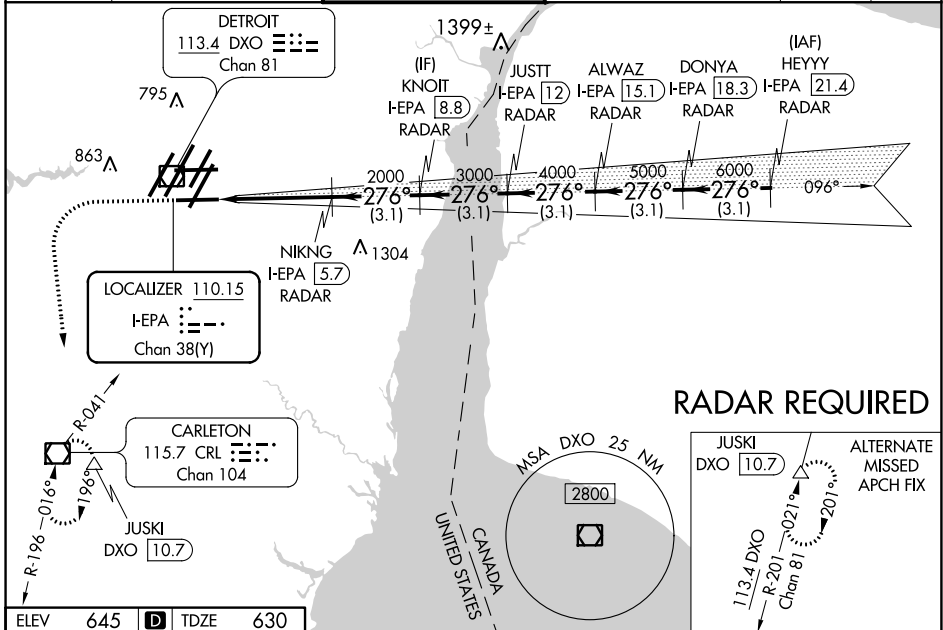 DETROIT
113.4 DXO
Chan 81
1399±
795
863
(IF)
KNOIT
I-EPA 8.8
RADAR
JUSTT
I-EPA 12
RADAR
ALWAZ
I-EPA 15.1
RADAR
DONYA
I-EPA 18.3
RADAR
(IAF)
HEYYY
I-EPA 21.4
RADAR
2000
3000
4000
5000
6000
276°
276°
276°
276°
276°
096°
(3.1)
(3.1)
(3.1)
(3.1)
(3.1)
NIKNG
I-EPA 5.7
RADAR
1304
LOCALIZER 110.15
I-EPA
Chan 38(Y)
R-041
CARLETON
115.7 CRL
Chan 104
016°
196°
R-196
JUSKI
DXO 10.7
RADAR REQUIRED
MSA DXO 25 NM
2800
CANADA
UNITED STATES
JUSKI
DXO 10.7
ALTERNATE
MISSED
APCH FIX
021°
201°
113.4 DXO
R-201
Chan 81
ELEV 645 D TDZE 630